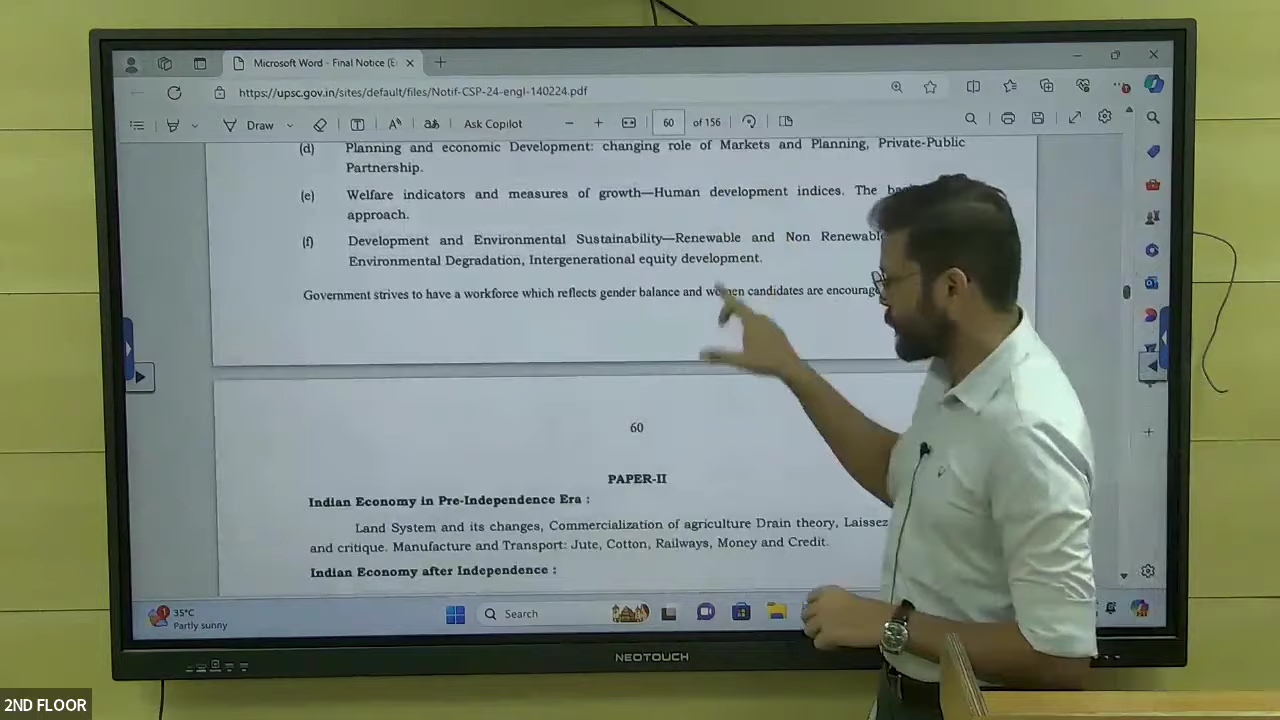 Microsoft Word - Final Notice (E
https://upsc.gov.in/sites/default/files/Notif-CSP-24-engl-140224.pdf
Draw
Ask Copilot
60 of 156
(d) Planning and economic Development: changing role of Markets and Planning, Private-Public
Partnership.
(e) Welfare indicators and measures of growth—Human development indices. The
approach.
(f) Development and Environmental Sustainability—Renewable and Non
Environmental Degradation, Intergenerational equity development.
Government strives to have a workforce which reflects gender balance and women candidates are
60
PAPER-II
Indian Economy in Pre-Independence Era :
Land System and its changes, Commercialization of agriculture Drain theory, Laissez
and critique. Manufacture and Transport: Jute, Cotton, Railways, Money and Credit.
Indian Economy after Independence :
1
35°C
Partly sunny
Search
NEOTOUCH
2ND FLOOR